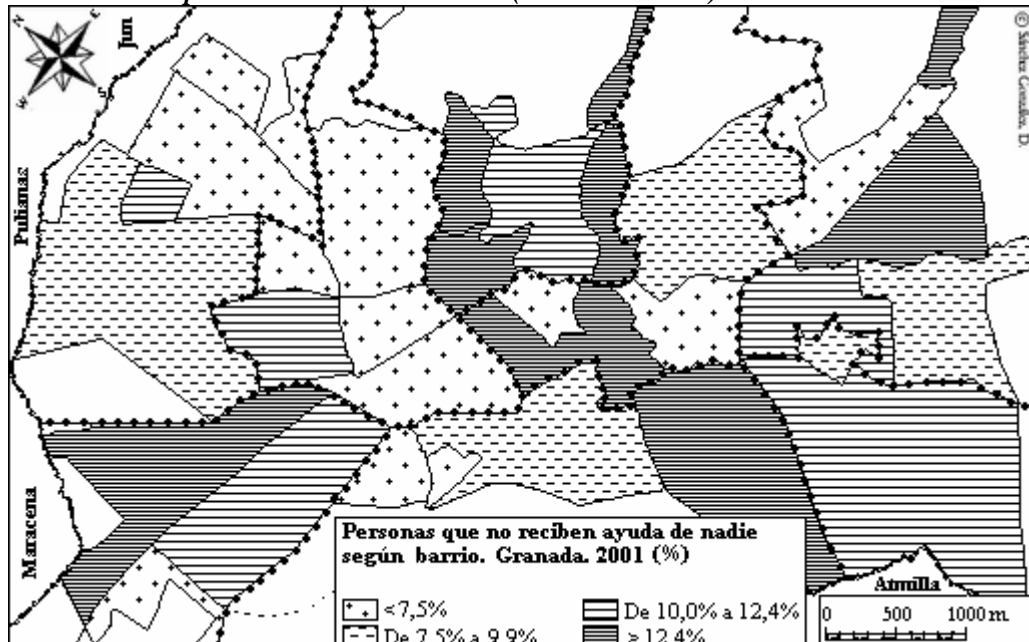 N
E
S
W
Jun
© Sánchez González, D.
Pulianas
Maracena
Personas que no reciben ayuda de nadie
según barrio. Granada. 2001 (%)
<7,5%
De 7,5% a 9,9%
De 10,0% a 12,4%
> 12,4%
Armilla
0 500 1000 m.